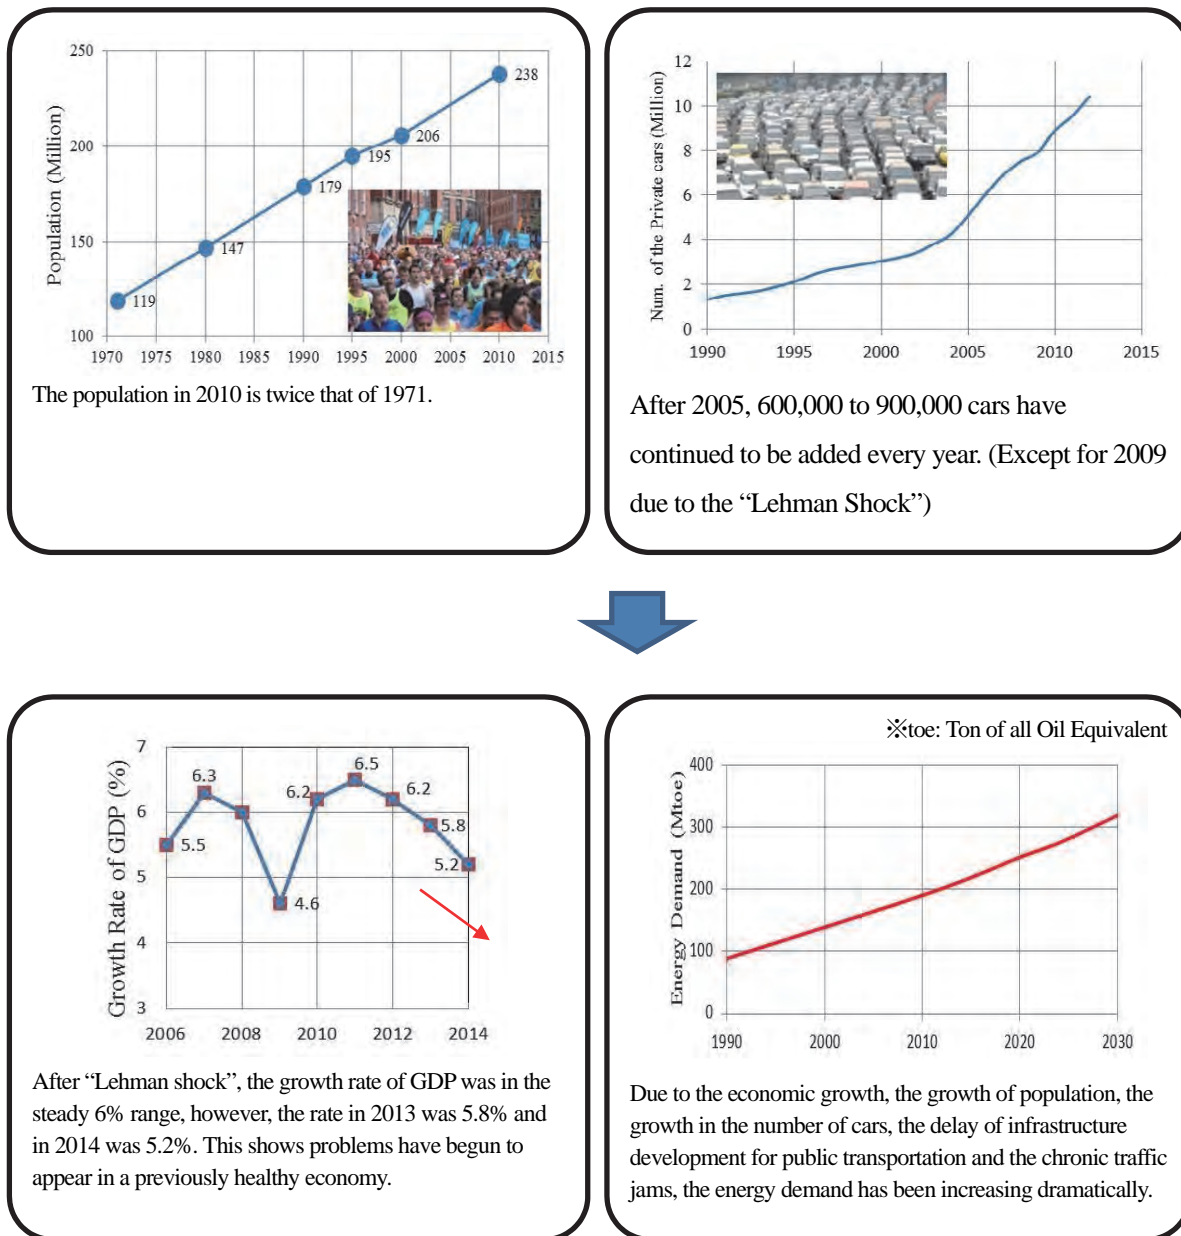 250
200
150
100
Population (Million)
119
147
179
195
206
238
1970 1975 1980 1985 1990 1995 2000 2005 2010 2015
The population in 2010 is twice that of 1971.
12
10
8
6
4
2
0
Num. of the Private cars (Million)
1990 1995 2000 2005 2010 2015
After 2005, 600,000 to 900,000 cars have
continued to be added every year. (Except for 2009
due to the “Lehman Shock”)
7
6
5
4
3
Growth Rate of GDP (%)
5.5
6.3
4.6
6.2
6.5
6.2
5.8
5.2
2006 2008 2010 2012 2014
After “Lehman shock”, the growth rate of GDP was in the
steady 6% range, however, the rate in 2013 was 5.8% and
in 2014 was 5.2%. This shows problems have begun to
appear in a previously healthy economy.
※toe: Ton of all Oil Equivalent
400
300
200
100
0
Energy Demand (Mtoe)
1990 2000 2010 2020 2030
Due to the economic growth, the growth of population, the
growth in the number of cars, the delay of infrastructure
development for public transportation and the chronic traffic
jams, the energy demand has been increasing dramatically.